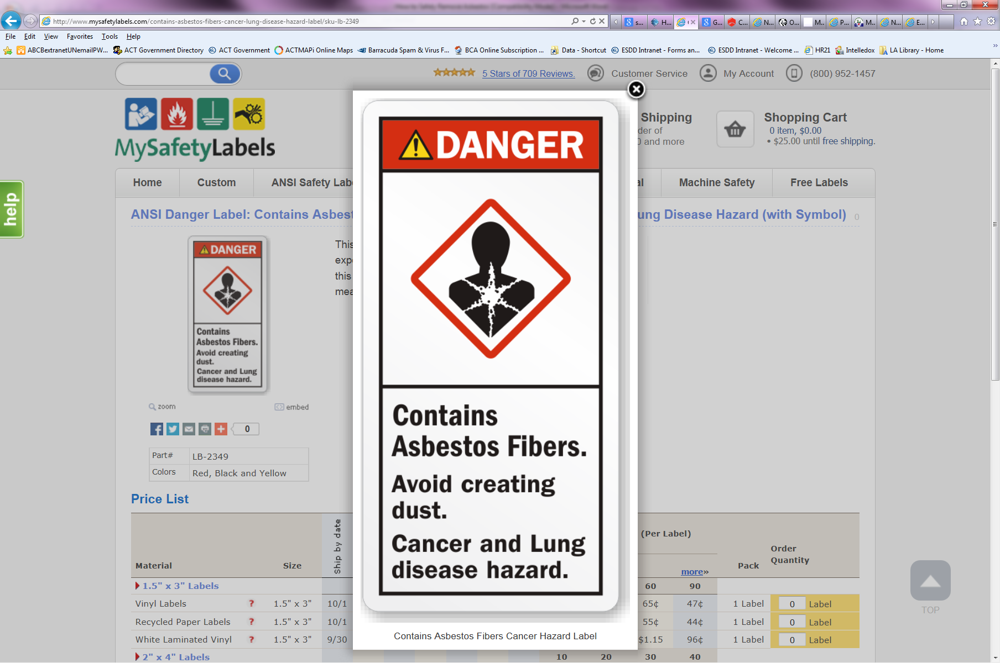 http://www.mysafetylabels.com/contains-asbestos-fibers-cancer-lung-disease-hazard-label/sku-lb-2349
s... H... G... C... N... O... M... P... M... N... E...
File Edit View Favorites Tools Help
ABCBextranetUNemailPW... ACT Government Directory ACT Government ACTMAPi Online Maps Barracuda Spam & Virus F... BCA Online Subscription ... Data - Shortcut ESDD Intranet - Forms an... ESDD Intranet - Welcome ... HR21 Intelledox LA Library - Home
5 Stars of 709 Reviews. Customer Service My Account (800) 952-1457
MySafetyLabels
Shipping
der of
0 and more
Shopping Cart
0 item, $0.00
• $25.00 until free shipping.
Home Custom ANSI Safety Labe al Machine Safety Free Labels
help
ANSI Danger Label: Contains Asbest ung Disease Hazard (with Symbol) 0
DANGER
Contains
Asbestos Fibers.
Avoid creating
dust.
Cancer and Lung
disease hazard.
This
expo
this
mea
zoom embed
0
Part# LB-2349
Colors Red, Black and Yellow
DANGER
Contains
Asbestos Fibers.
Avoid creating
dust.
Cancer and Lung
disease hazard.
Contains Asbestos Fibers Cancer Hazard Label
Price List
Material Size Ship by date (Per Label) more» Pack Order
Quantity
1.5" x 3" Labels 60 90
Vinyl Labels ? 1.5" x 3" 10/1 65¢ 47¢ 1 Label 0 Label
Recycled Paper Labels ? 1.5" x 3" 10/1 55¢ 44¢ 1 Label 0 Label
White Laminated Vinyl ? 1.5" x 3" 9/30 $1.15 96¢ 1 Label 0 Label
2" x 4" Labels 10 20 30 40
TOP